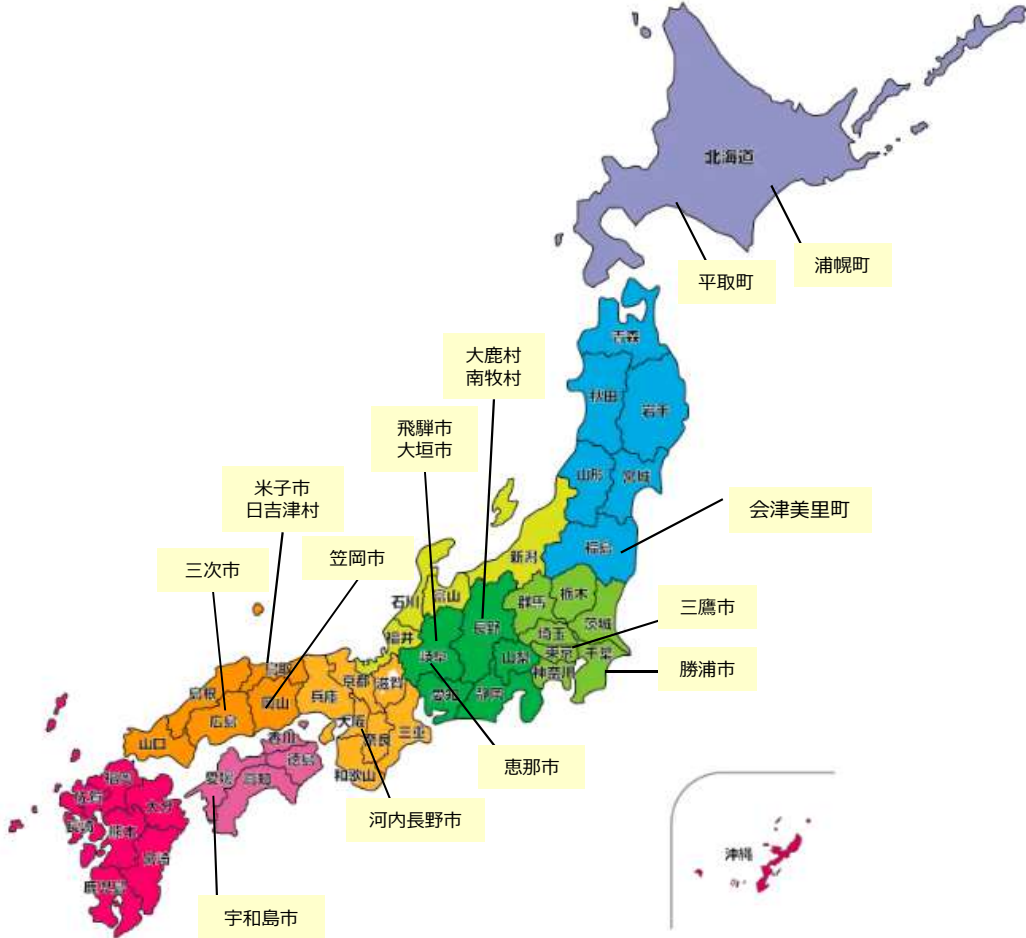 北海道
浦幌町
平取町
青森
大鹿村
南牧村
秋田
岩手
飛騨市
大垣市
山形
宮城
米子市
日吉津村
会津美里町
福島
新潟
笠岡市
三次市
石川
富山
群馬
栃木
三鷹市
茨城
長野
埼玉
福井
岐阜
山梨
東京
千葉
神奈川
勝浦市
鳥取
京都
滋賀
島根
岡山
兵庫
愛知
静岡
広島
大阪
奈良
三重
山口
香川
徳島
和歌山
恵那市
福岡
愛媛
高知
佐賀
大分
河内長野市
長崎
熊本
宮崎
沖縄
鹿児島
宇和島市